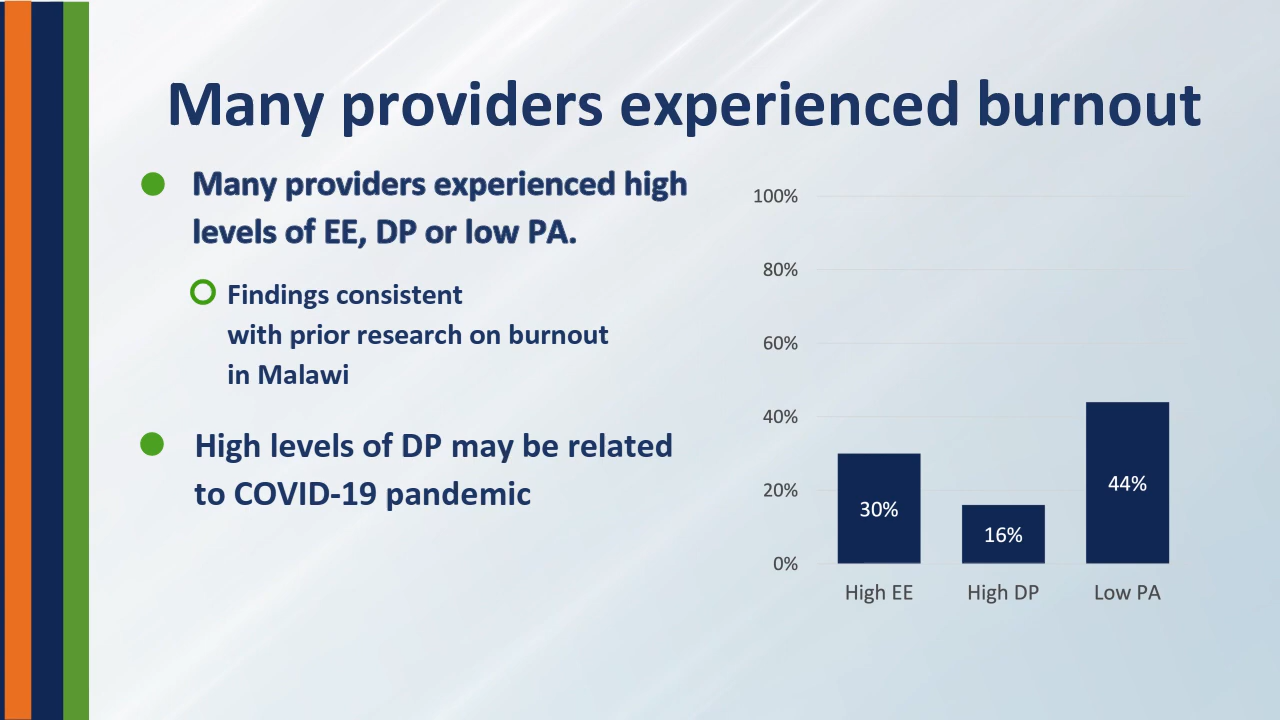 Many providers experienced burnout
Many providers experienced high
levels of EE, DP or low PA.
Findings consistent
with prior research on burnout
in Malawi
High levels of DP may be related
to COVID-19 pandemic
100%
80%
60%
40%
20%
0%
30%
16%
44%
High EE
High DP
Low PA